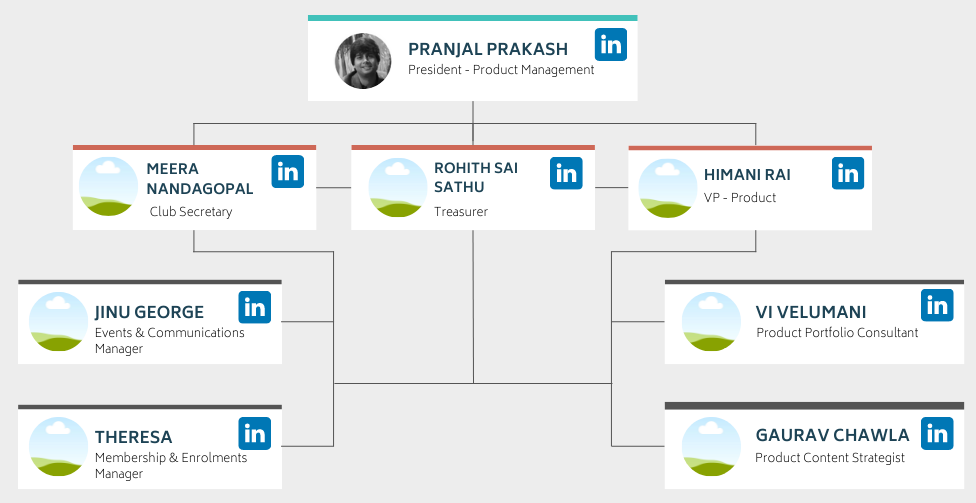 PRANJAL PRAKASH
President - Product Management
in
MEERA
NANDAGOPAL
Club Secretary
in
ROHITH SAI
SATHU
Treasurer
in
HIMANI RAI
VP - Product
in
JINU GEORGE
Events & Communications
Manager
in
VI VELUMANI
Product Portfolio Consultant
in
THERESA
Membership & Enrolments
Manager
in
GAURAV CHAWLA
Product Content Strategist
in